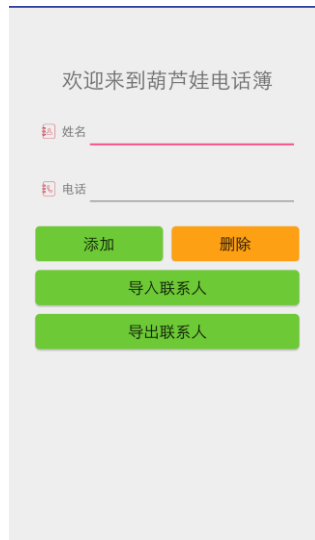 欢迎来到葫芦娃电话簿
姓名
电话
添加 删除
导入联系人
导出联系人